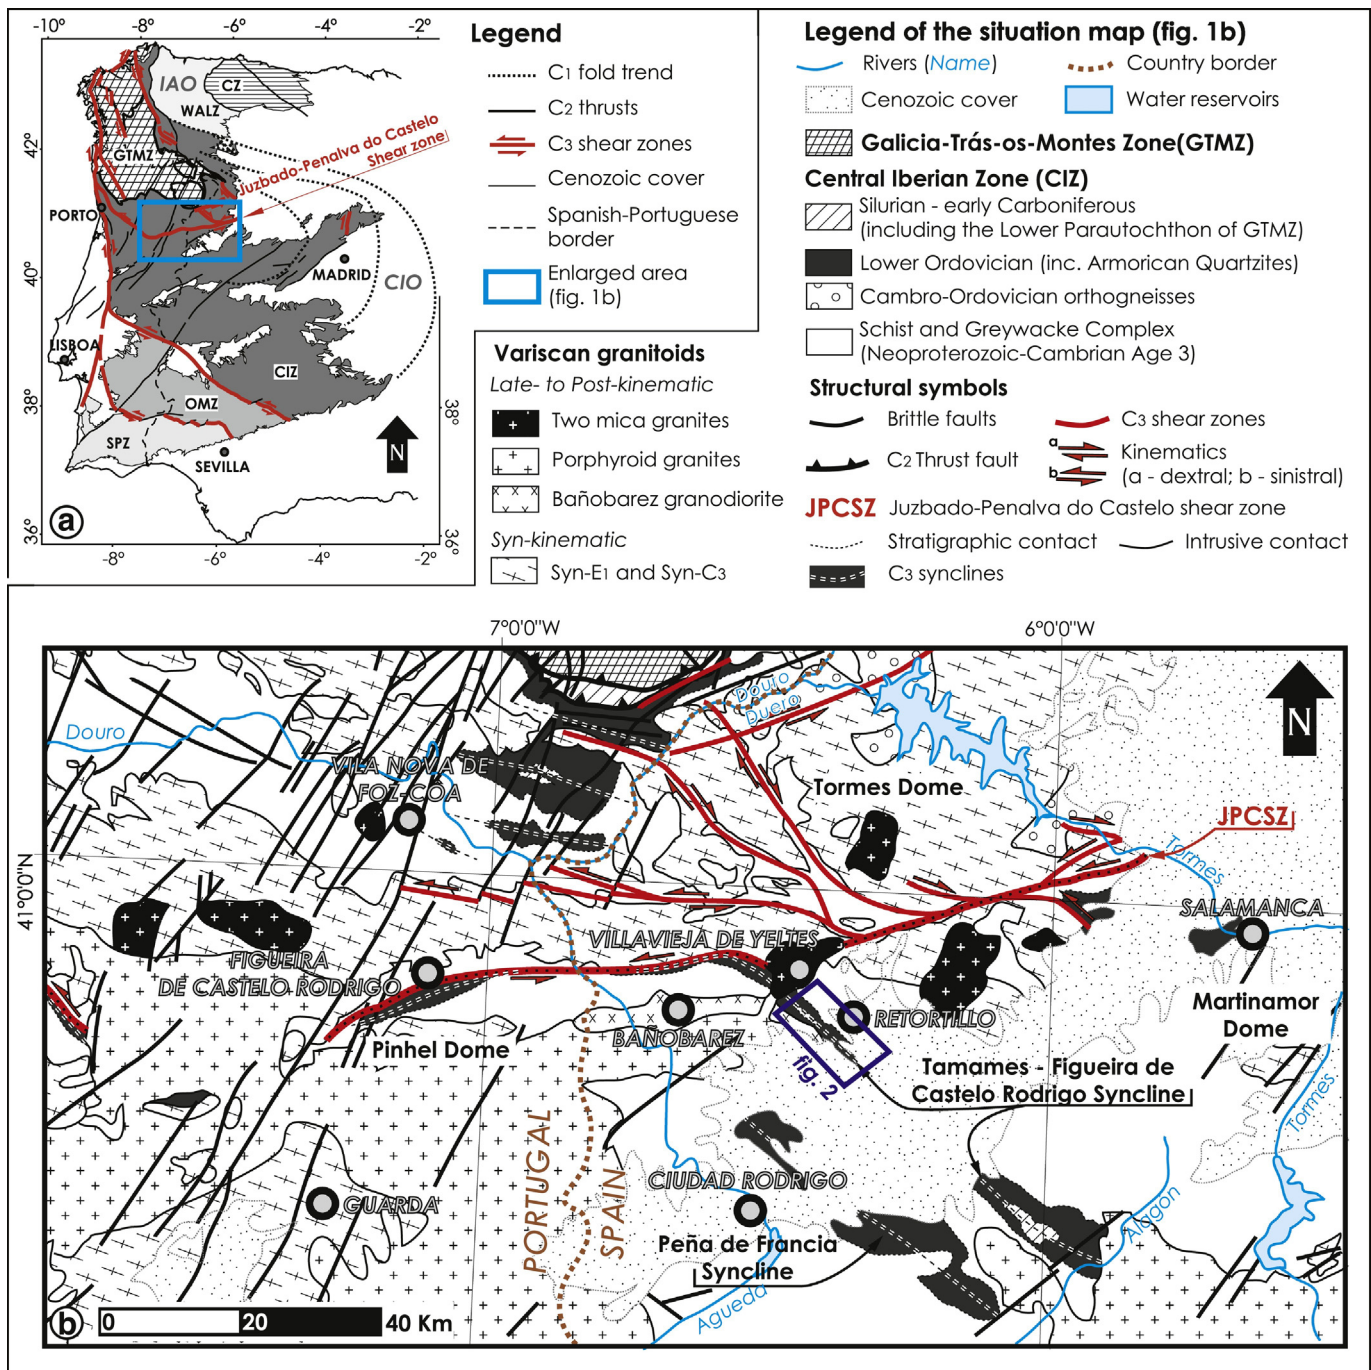 -10°
-8°
-6°
-4°
-2°
IAO
CZ
WALZ
42°
GTMZ
Juzbado-Penalva do Castelo
Shear zone
PORTO
40°
MADRID
CIO
LISBOA
CIZ
38°
38°
OMZ
SPZ
N
SEVILLA
a
36°
36°
-8°
-6°
-4°
-2°
Legend
C1 fold trend
C2 thrusts
C3 shear zones
Cenozoic cover
Spanish-Portuguese
border
Enlarged area
(fig. 1b)
Variscan granitoids
Late- to Post-kinematic
Two mica granites
Porphyroid granites
Bañobarez granodiorite
Syn-kinematic
Syn-E1 and Syn-C3
Legend of the situation map (fig. 1b)
Rivers (Name)
Country border
Cenozoic cover
Water reservoirs
Galicia-Trás-os-Montes Zone(GTMZ)
Central Iberian Zone (CIZ)
Silurian - early Carboniferous
(including the Lower Parautochthon of GTMZ)
Lower Ordovician (inc. Armorican Quartzites)
Cambro-Ordovician orthogneisses
Schist and Greywacke Complex
(Neoproterozoic-Cambrian Age 3)
Structural symbols
Brittle faults
C3 shear zones
C2 Thrust fault
a
b
Kinematics
(a - dextral; b - sinistral)
JPCSZ
Juzbado-Penalva do Castelo shear zone
Stratigraphic contact
Intrusive contact
C3 synclines
7°0'0"W
6°0'0"W
41°0'0"N
Douro
Douro
Duero
N
VILA NOVA DE
FOZ-CÔA
Tormes Dome
JPCSZ
Tormes
SALAMANCA
VILLAVIEJA DE YELTES
FIGUEIRA
DE CASTELO RODRIGO
BAÑOBAREZ
RETORTILLO
Martinamor
Dome
Pinhel Dome
fig. 2
Tamames - Figueira de
Castelo Rodrigo Syncline
Tormes
PORTUGAL
SPAIN
CIUDAD RODRIGO
GUARDA
Peña de Francia
Syncline
Alagón
Agueda
b
0
20
40 Km